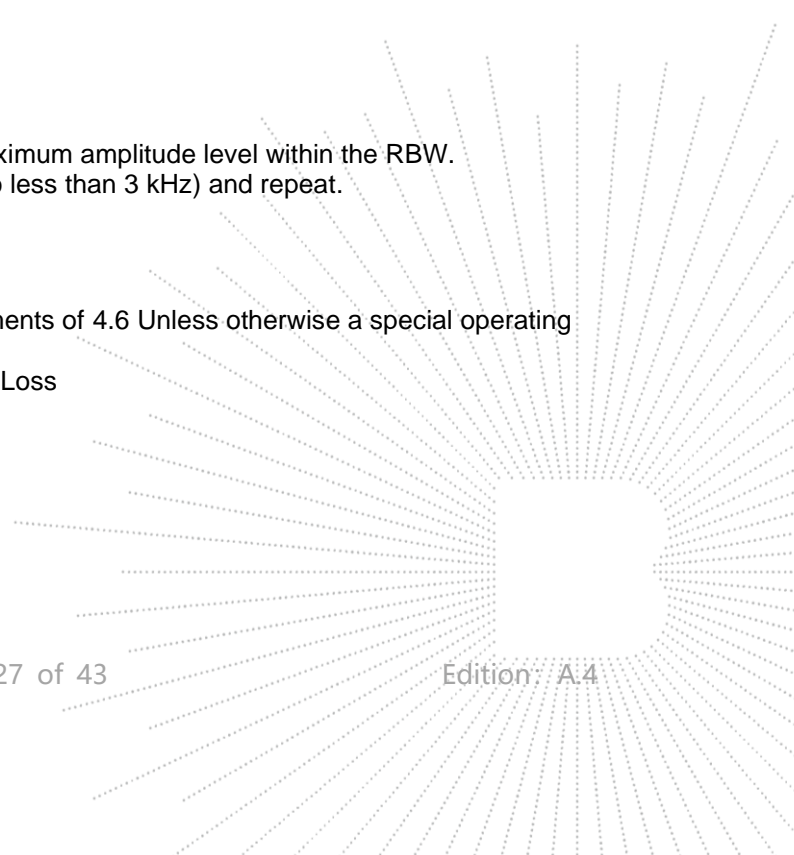 ximum amplitude level within the RBW.
less than 3 kHz) and repeat.
ents of 4.6 Unless otherwise a special operating
Loss
27 of 43 Edition: A.4